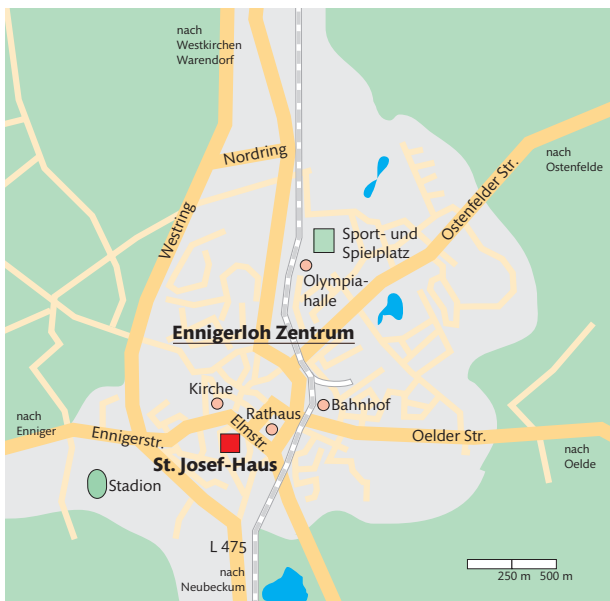 nach
Westkirchen
Warendorf
Nordring
Westring
Ostenfelder Str.
nach
Ostenfelde
Sport- und
Spielplatz
Olympia-
halle
Ennigerloh Zentrum
Kirche
Rathaus
Bahnhof
Elmstr.
nach
Enniger
Ennigerstr.
Oelder Str.
nach
Oelde
St. Josef-Haus
Stadion
L 475
nach
Neubeckum
250 m 500 m